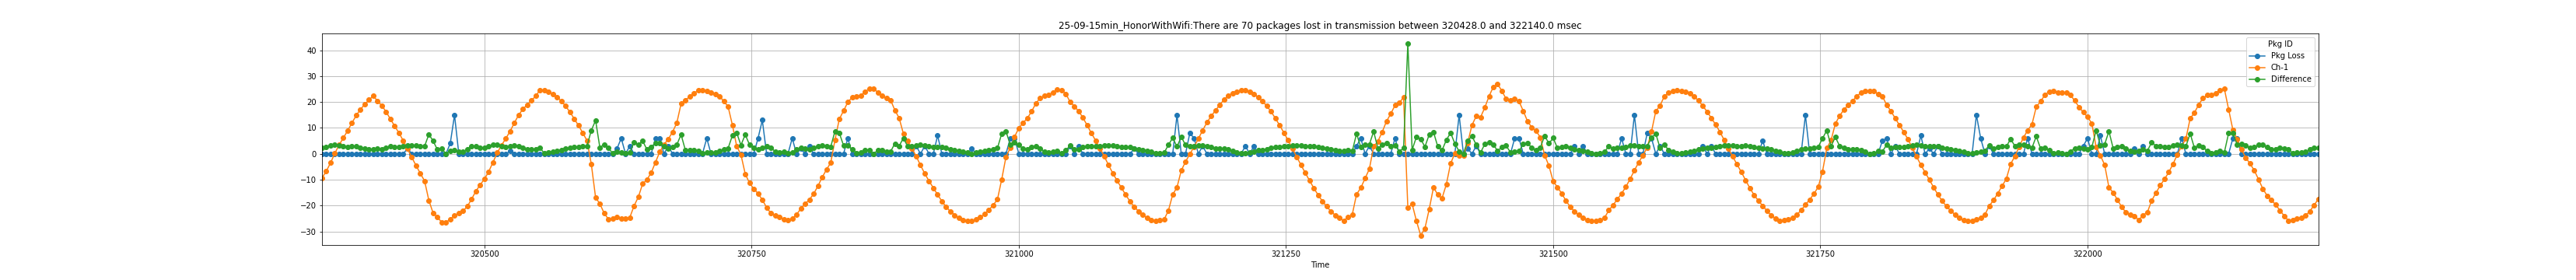 25-09-15min_HonorWithWifi:There are 70 packages lost in transmission between 320428.0 and 322140.0 msec
40
30
20
10
0
−10
−20
−30
Pkg ID
Pkg Loss
Ch-1
Difference
320500 320750 321000 321250 321500 321750 322000
Time